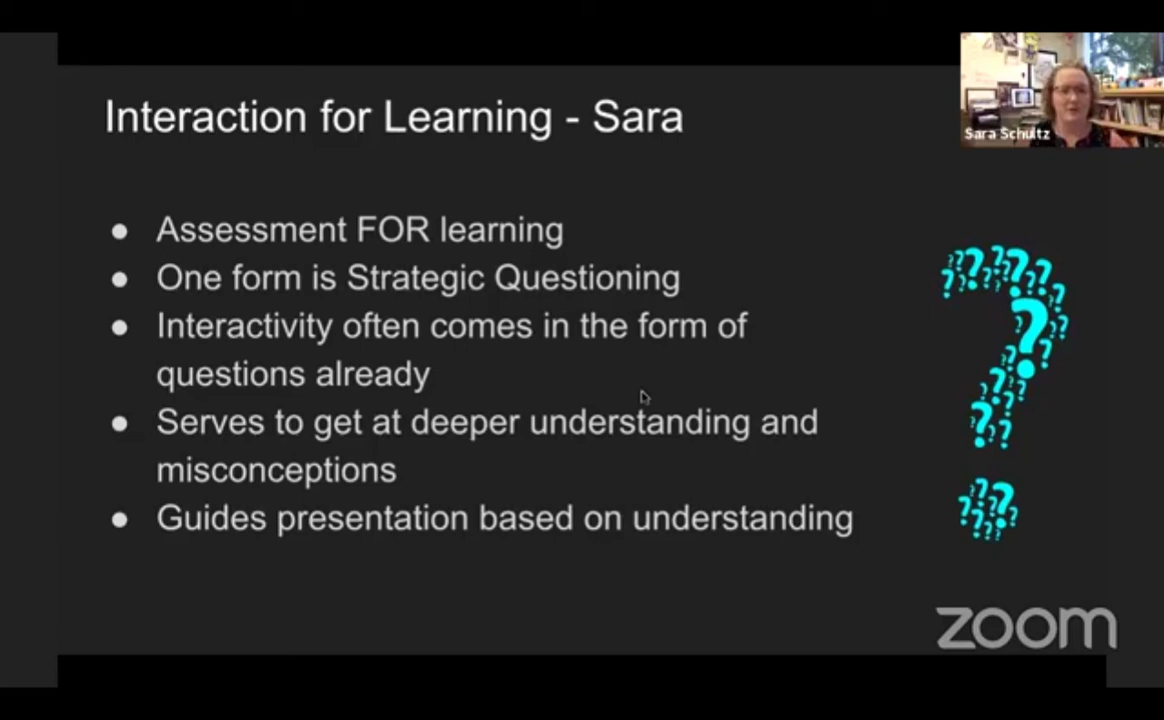 Interaction for Learning - Sara
Sara Schultz
● Assessment FOR learning
● One form is Strategic Questioning
● Interactivity often comes in the form of
questions already
● Serves to get at deeper understanding and
misconceptions
● Guides presentation based on understanding
zoom